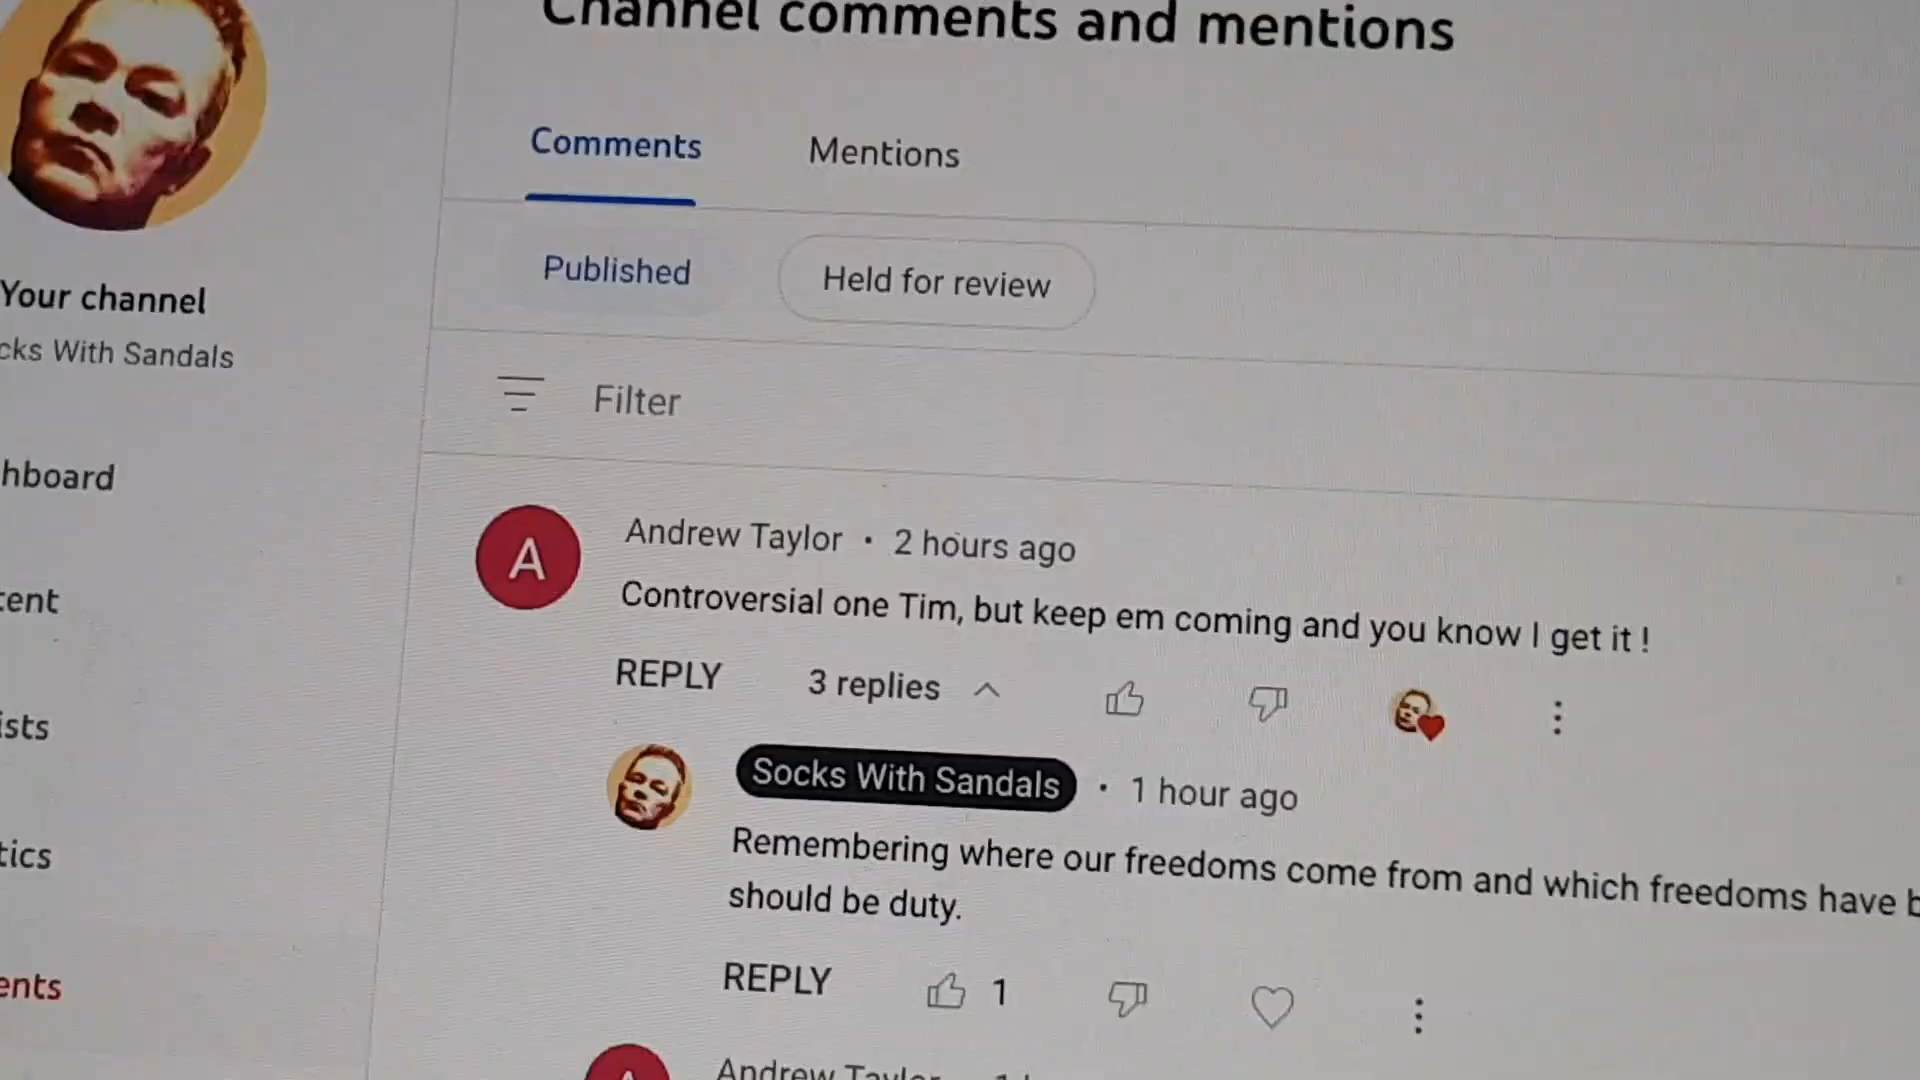 Channel comments and mentions
Comments
Mentions
Published
Held for review
Your channel
cks With Sandals
Filter
hboard
Andrew Taylor · 2 hours ago
A
Controversial one Tim, but keep em coming and you know I get it !
tent
REPLY
3 replies
ists
Socks With Sandals · 1 hour ago
Remembering where our freedoms come from and which freedoms have b
should be duty.
tics
REPLY
1
ents
Andrew Taylor